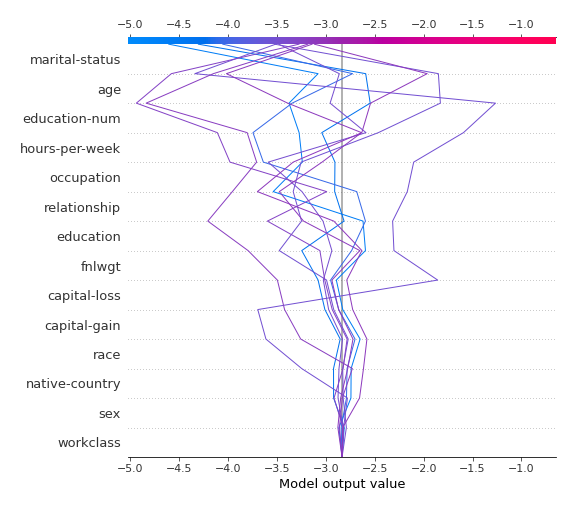 −5.0 −4.5 −4.0 −3.5 −3.0 −2.5 −2.0 −1.5 −1.0
marital-status
age
education-num
hours-per-week
occupation
relationship
education
fnlwgt
capital-loss
capital-gain
race
native-country
sex
workclass
−5.0 −4.5 −4.0 −3.5 −3.0 −2.5 −2.0 −1.5 −1.0
Model output value